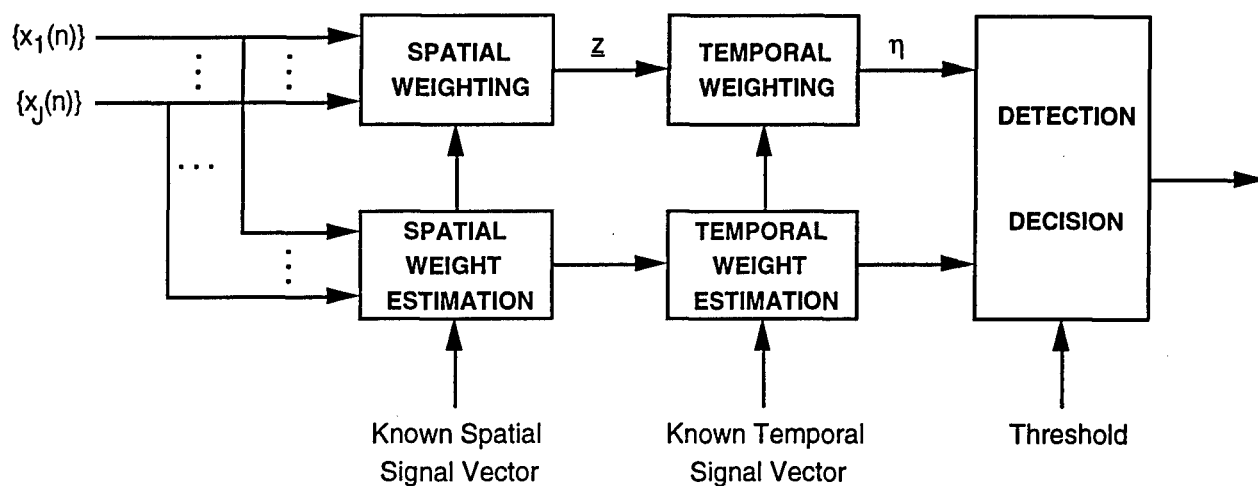 {x₁(n)}
{x_J(n)}
SPATIAL
WEIGHTING
z
TEMPORAL
WEIGHTING
η
DETECTION
DECISION
SPATIAL
WEIGHT
ESTIMATION
TEMPORAL
WEIGHT
ESTIMATION
Known Spatial
Signal Vector
Known Temporal
Signal Vector
Threshold